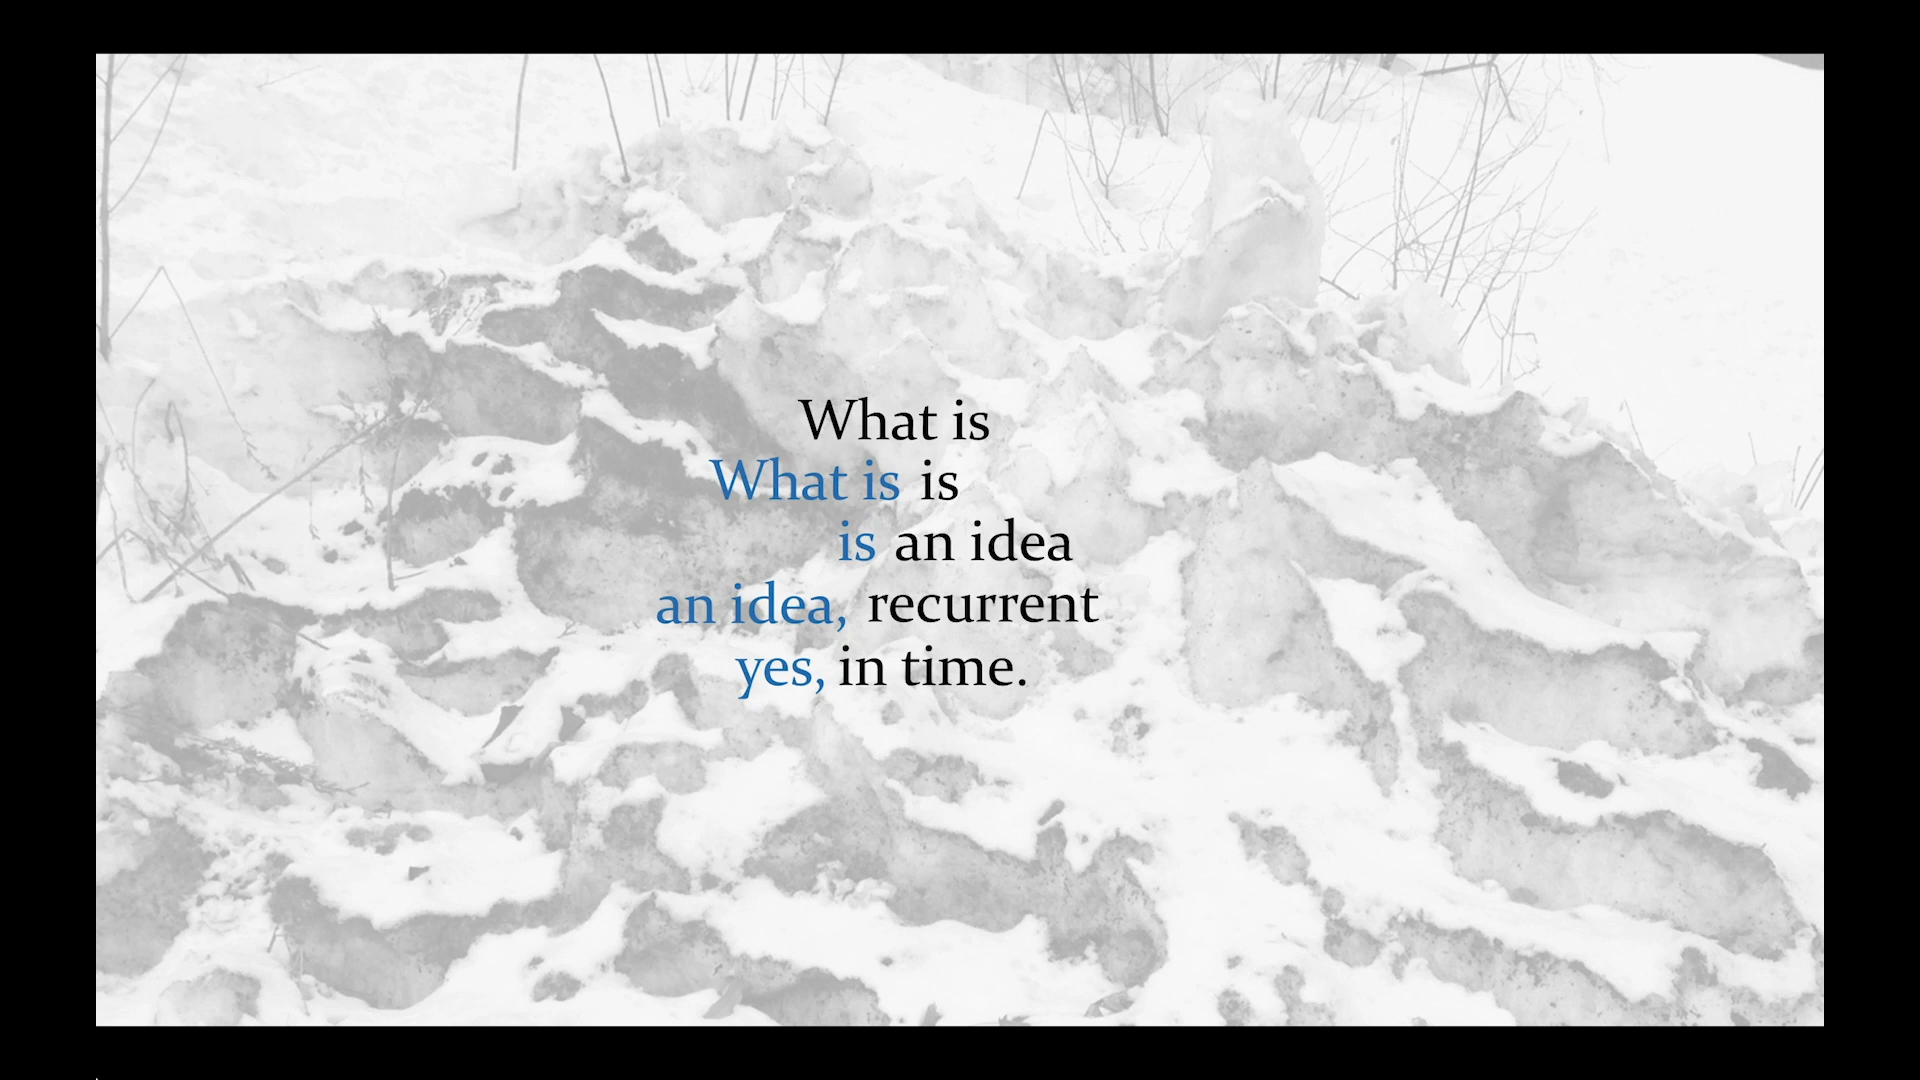 What is
What is is
is an idea
an idea, recurrent
yes, in time.